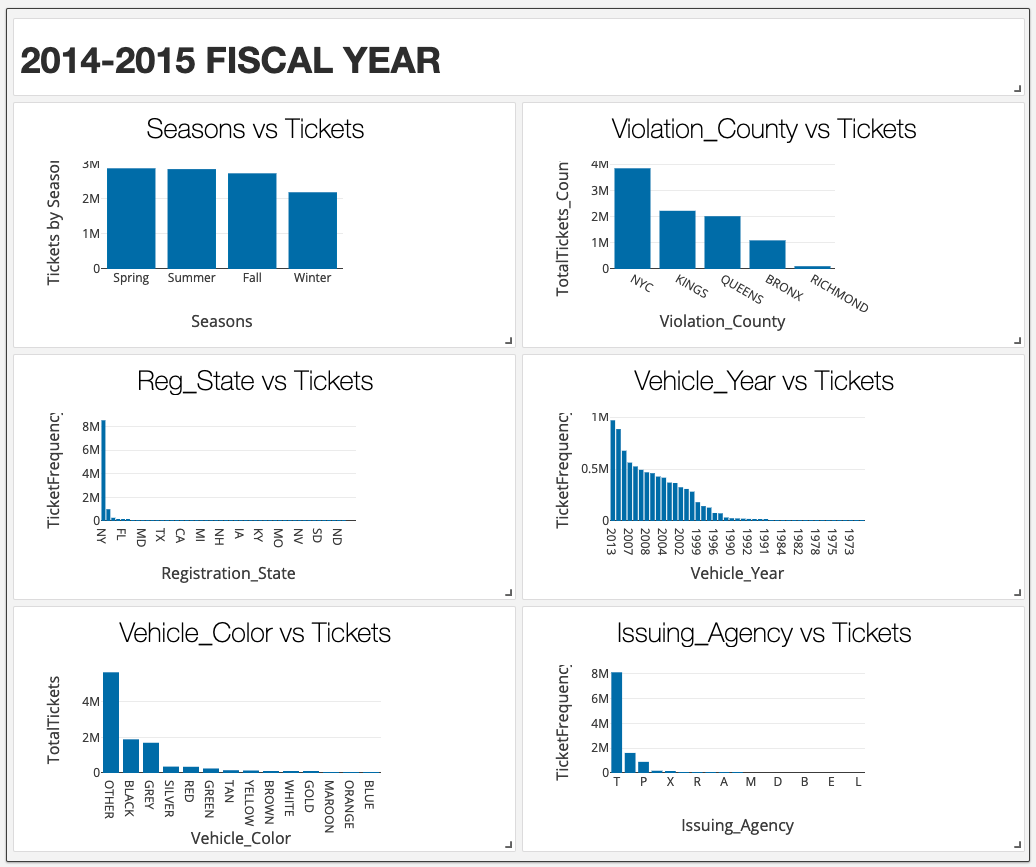 2014-2015 FISCAL YEAR
Seasons vs Tickets
Tickets by Seasol
3M
2M
1M
0
Spring Summer Fall Winter
Seasons
Violation_County vs Tickets
TotalTickets_Coun
4M
3M
2M
1M
0
NYC KINGS QUEENS BRONX RICHMOND
Violation_County
Reg_State vs Tickets
TicketFrequency
8M
6M
4M
2M
0
NY FL MD TX CA MI NH IA KY MO NV SD ND
Registration_State
Vehicle_Year vs Tickets
TicketFrequency
1M
0.5M
0
2013 2007 2008 2004 2002 1999 1996 1990 1992 1991 1984 1982 1978 1975 1973
Vehicle_Year
Vehicle_Color vs Tickets
TotalTickets
4M
2M
0
OTHER BLACK GREY SILVER RED GREEN TAN YELLOW BROWN WHITE GOLD MAROON ORANGE BLUE
Vehicle_Color
Issuing_Agency vs Tickets
TicketFrequency
8M
6M
4M
2M
0
T P X R A M D B E L
Issuing_Agency